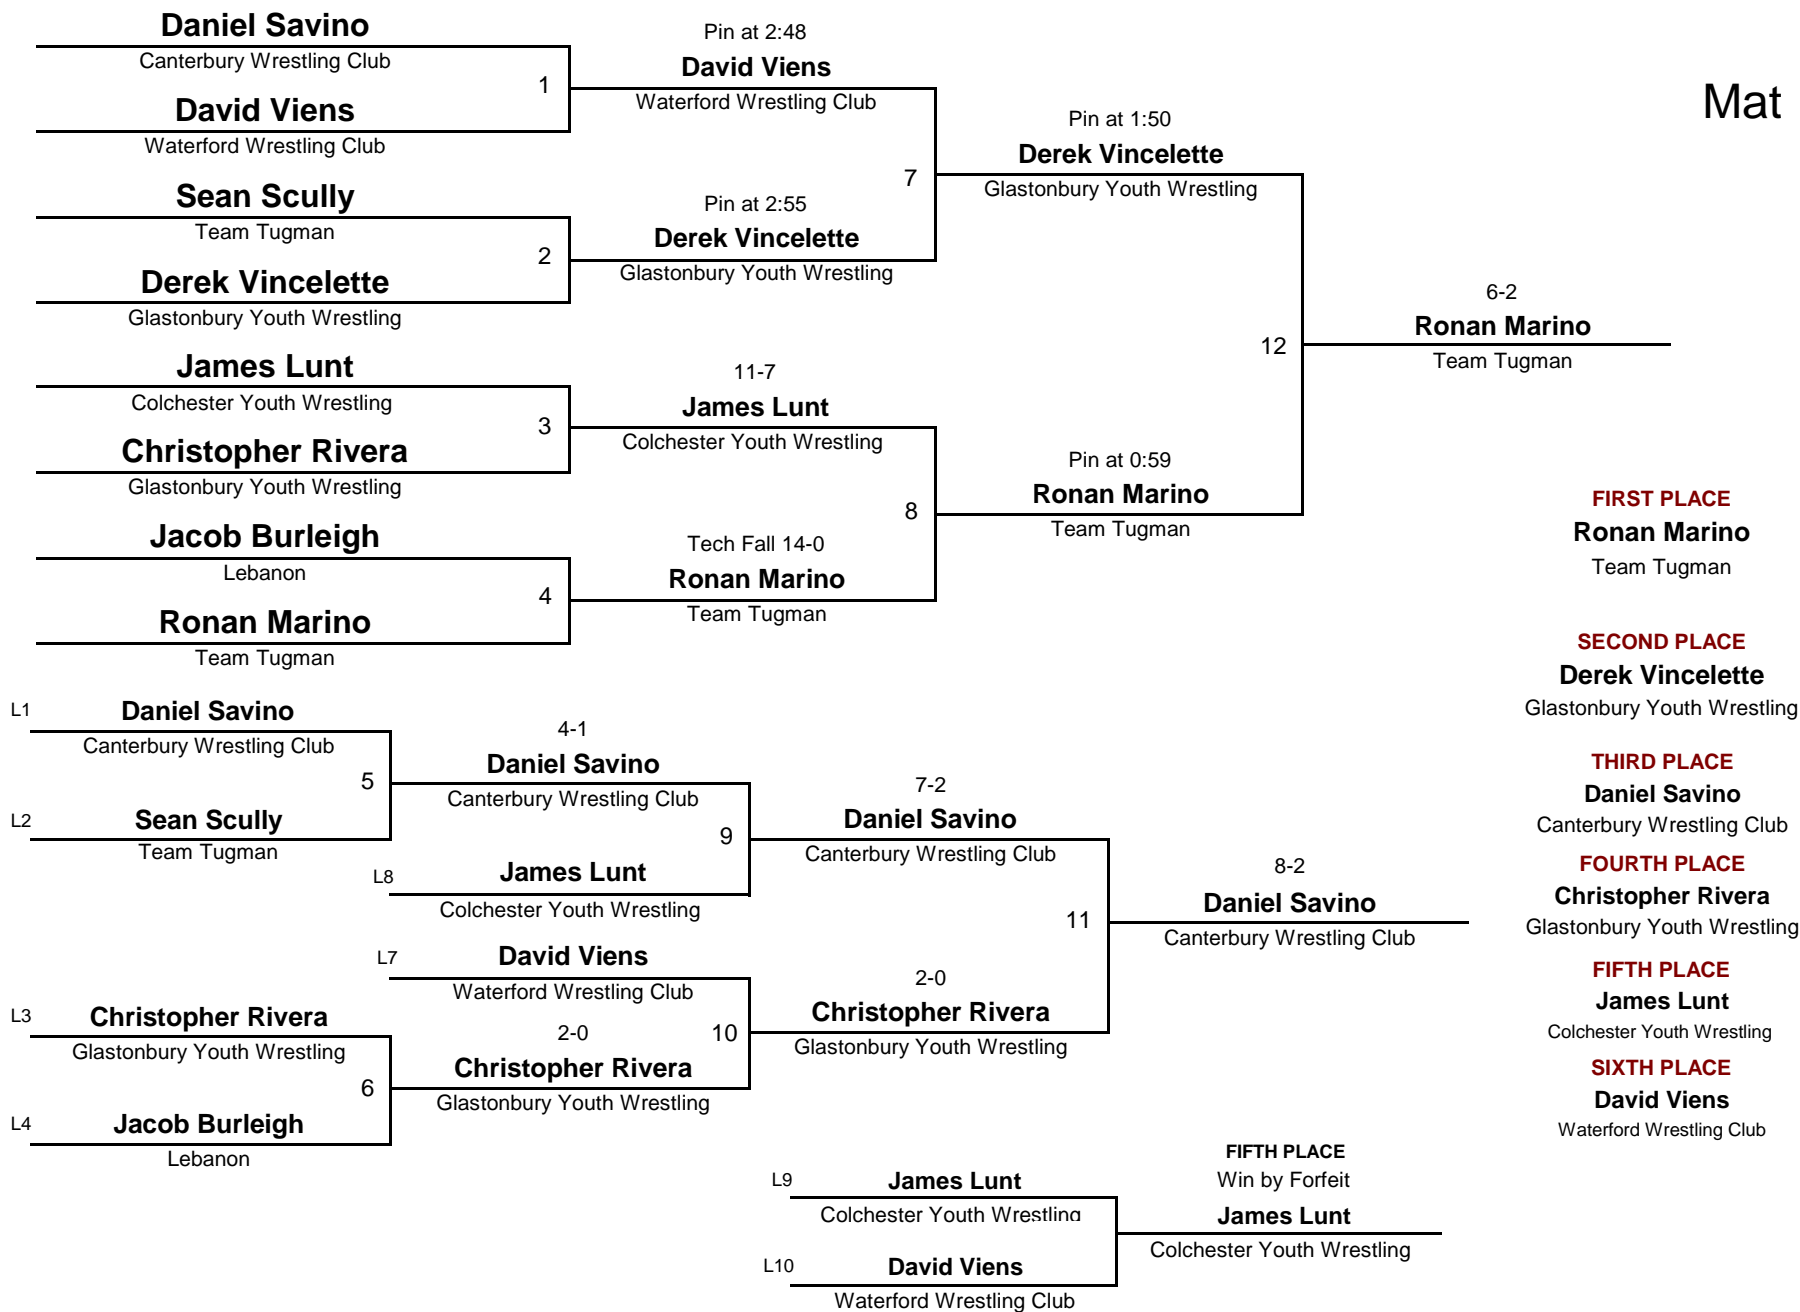 Daniel Savino
Canterbury Wrestling Club
1
David Viens
Waterford Wrestling Club
Sean Scully
Team Tugman
2
Derek Vincelette
Glastonbury Youth Wrestling
James Lunt
Colchester Youth Wrestling
3
Christopher Rivera
Glastonbury Youth Wrestling
Jacob Burleigh
Lebanon
4
Ronan Marino
Team Tugman
Pin at 2:48
David Viens
Waterford Wrestling Club
7
Pin at 2:55
Derek Vincelette
Glastonbury Youth Wrestling
11-7
James Lunt
Colchester Youth Wrestling
8
Tech Fall 14-0
Ronan Marino
Team Tugman
Pin at 1:50
Derek Vincelette
Glastonbury Youth Wrestling
12
Pin at 0:59
Ronan Marino
Team Tugman
6-2
Ronan Marino
Team Tugman
Mat
L1
Daniel Savino
Canterbury Wrestling Club
5
L2
Sean Scully
Team Tugman
L3
Christopher Rivera
Glastonbury Youth Wrestling
6
L4
Jacob Burleigh
Lebanon
4-1
Daniel Savino
Canterbury Wrestling Club
9
L8
James Lunt
Colchester Youth Wrestling
L7
David Viens
Waterford Wrestling Club
10
2-0
Christopher Rivera
Glastonbury Youth Wrestling
7-2
Daniel Savino
Canterbury Wrestling Club
11
2-0
Christopher Rivera
Glastonbury Youth Wrestling
8-2
Daniel Savino
Canterbury Wrestling Club
L9
James Lunt
Colchester Youth Wrestling
L10
David Viens
Waterford Wrestling Club
FIFTH PLACE
Win by Forfeit
James Lunt
Colchester Youth Wrestling
FIRST PLACE
Ronan Marino
Team Tugman
SECOND PLACE
Derek Vincelette
Glastonbury Youth Wrestling
THIRD PLACE
Daniel Savino
Canterbury Wrestling Club
FOURTH PLACE
Christopher Rivera
Glastonbury Youth Wrestling
FIFTH PLACE
James Lunt
Colchester Youth Wrestling
SIXTH PLACE
David Viens
Waterford Wrestling Club